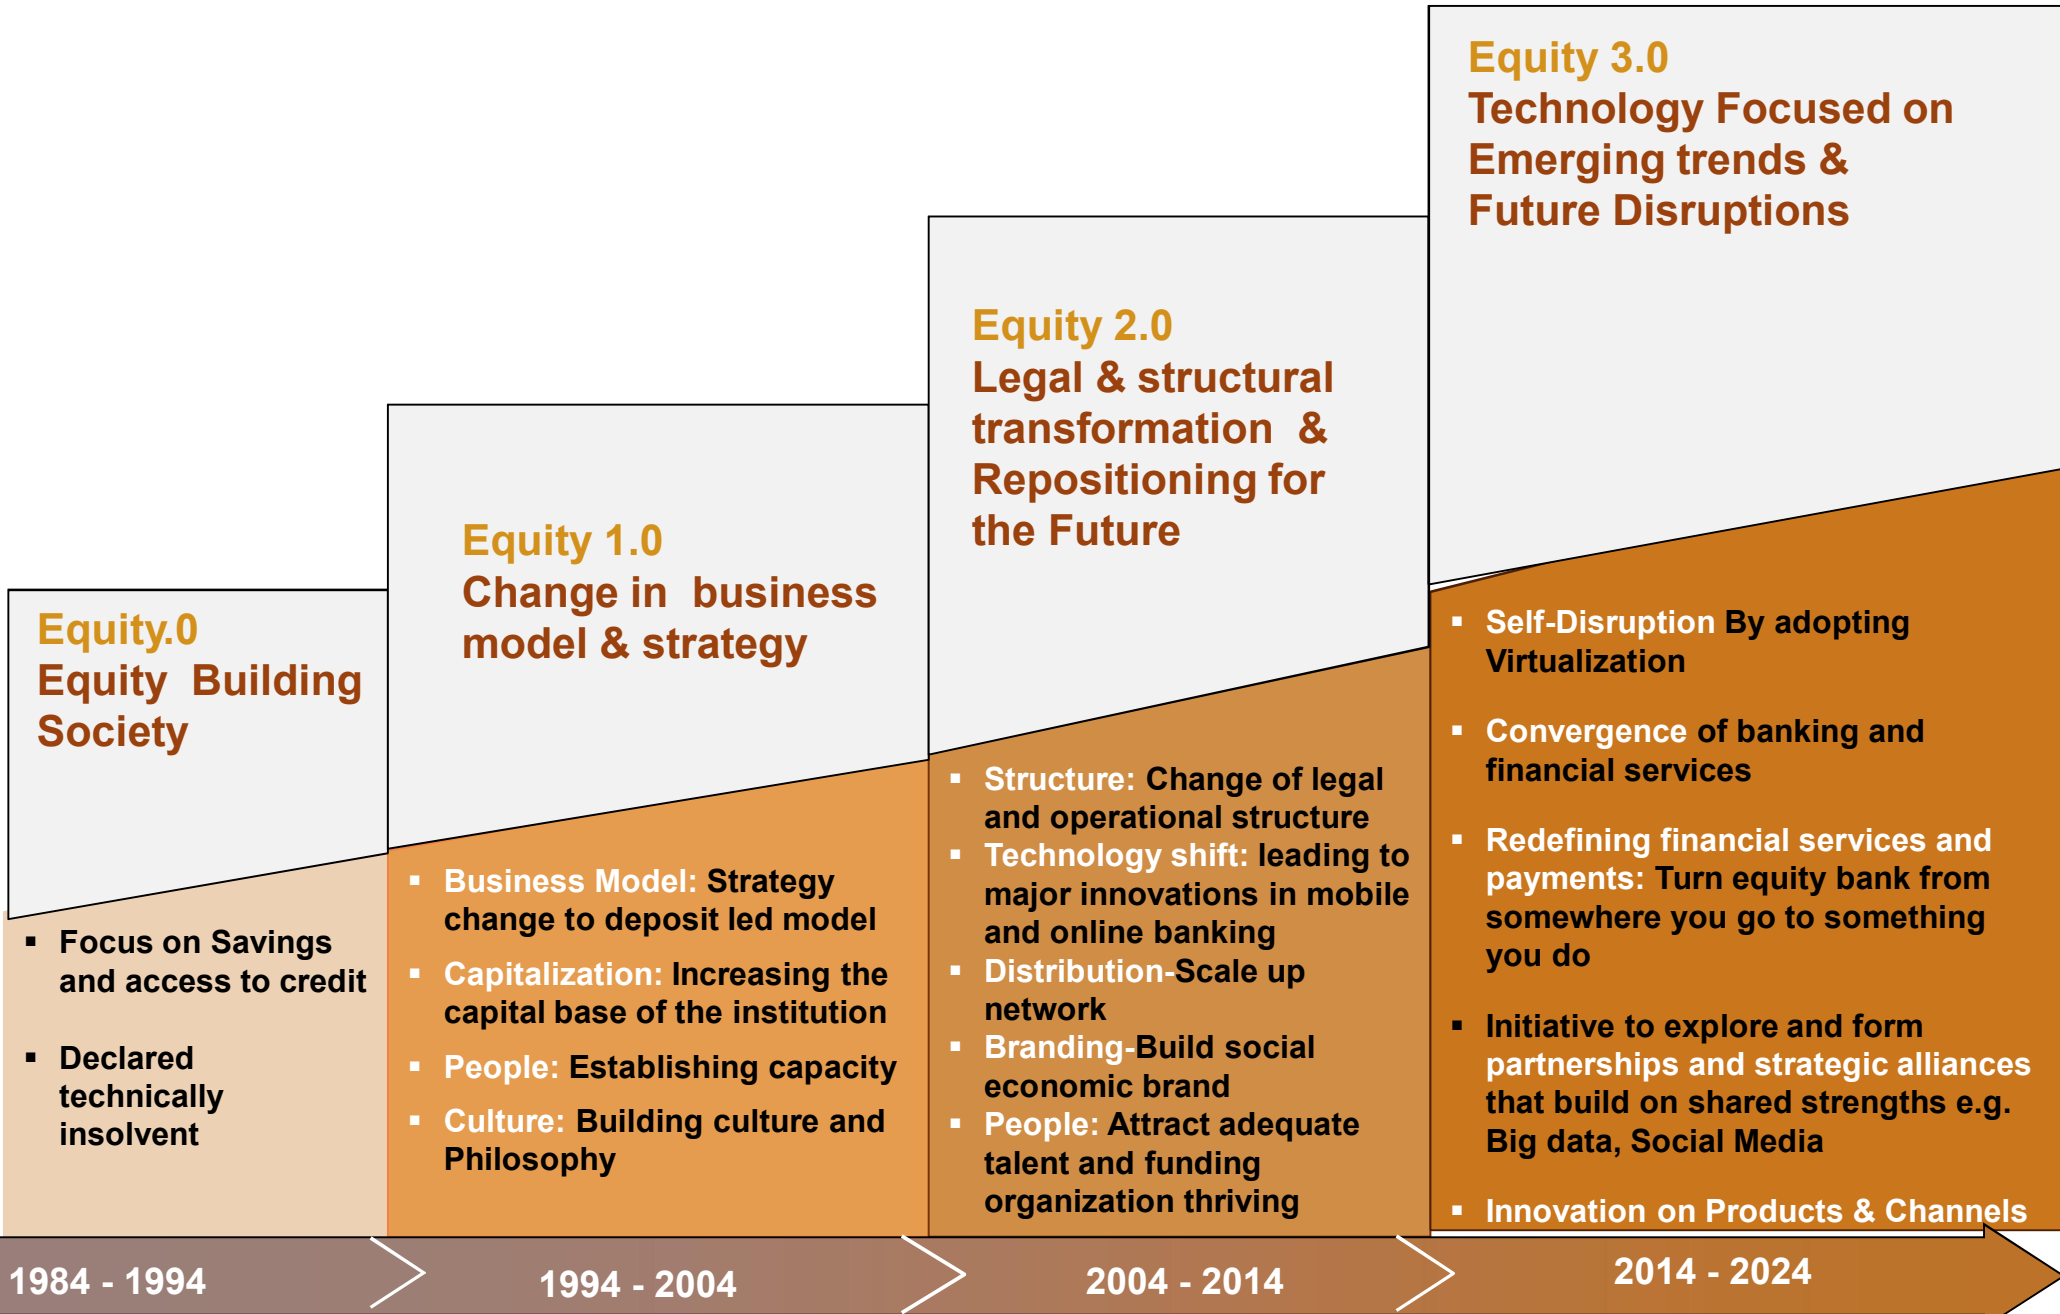 Equity.0
Equity  Building
Society
▪ Focus on Savings
and access to credit
▪ Declared
technically
insolvent
1984 - 1994
Equity 1.0
Change in  business
model & strategy
▪ Business Model: Strategy
change to deposit led model
▪ Capitalization: Increasing the
capital base of the institution
▪ People: Establishing capacity
▪ Culture: Building culture and
Philosophy
1994 - 2004
Equity 2.0
Legal & structural
transformation  &
Repositioning for
the Future
▪ Structure: Change of legal
and operational structure
▪ Technology shift: leading to
major innovations in mobile
and online banking
▪ Distribution-Scale up
network
▪ Branding-Build social
economic brand
▪ People: Attract adequate
talent and funding
organization thriving
2004 - 2014
Equity 3.0
Technology Focused on
Emerging trends &
Future Disruptions
▪ Self-Disruption By adopting
Virtualization
▪ Convergence of banking and
financial services
▪ Redefining financial services and
payments: Turn equity bank from
somewhere you go to something
you do
▪ Initiative to explore and form
partnerships and strategic alliances
that build on shared strengths e.g.
Big data, Social Media
▪ Innovation on Products & Channels
2014 - 2024